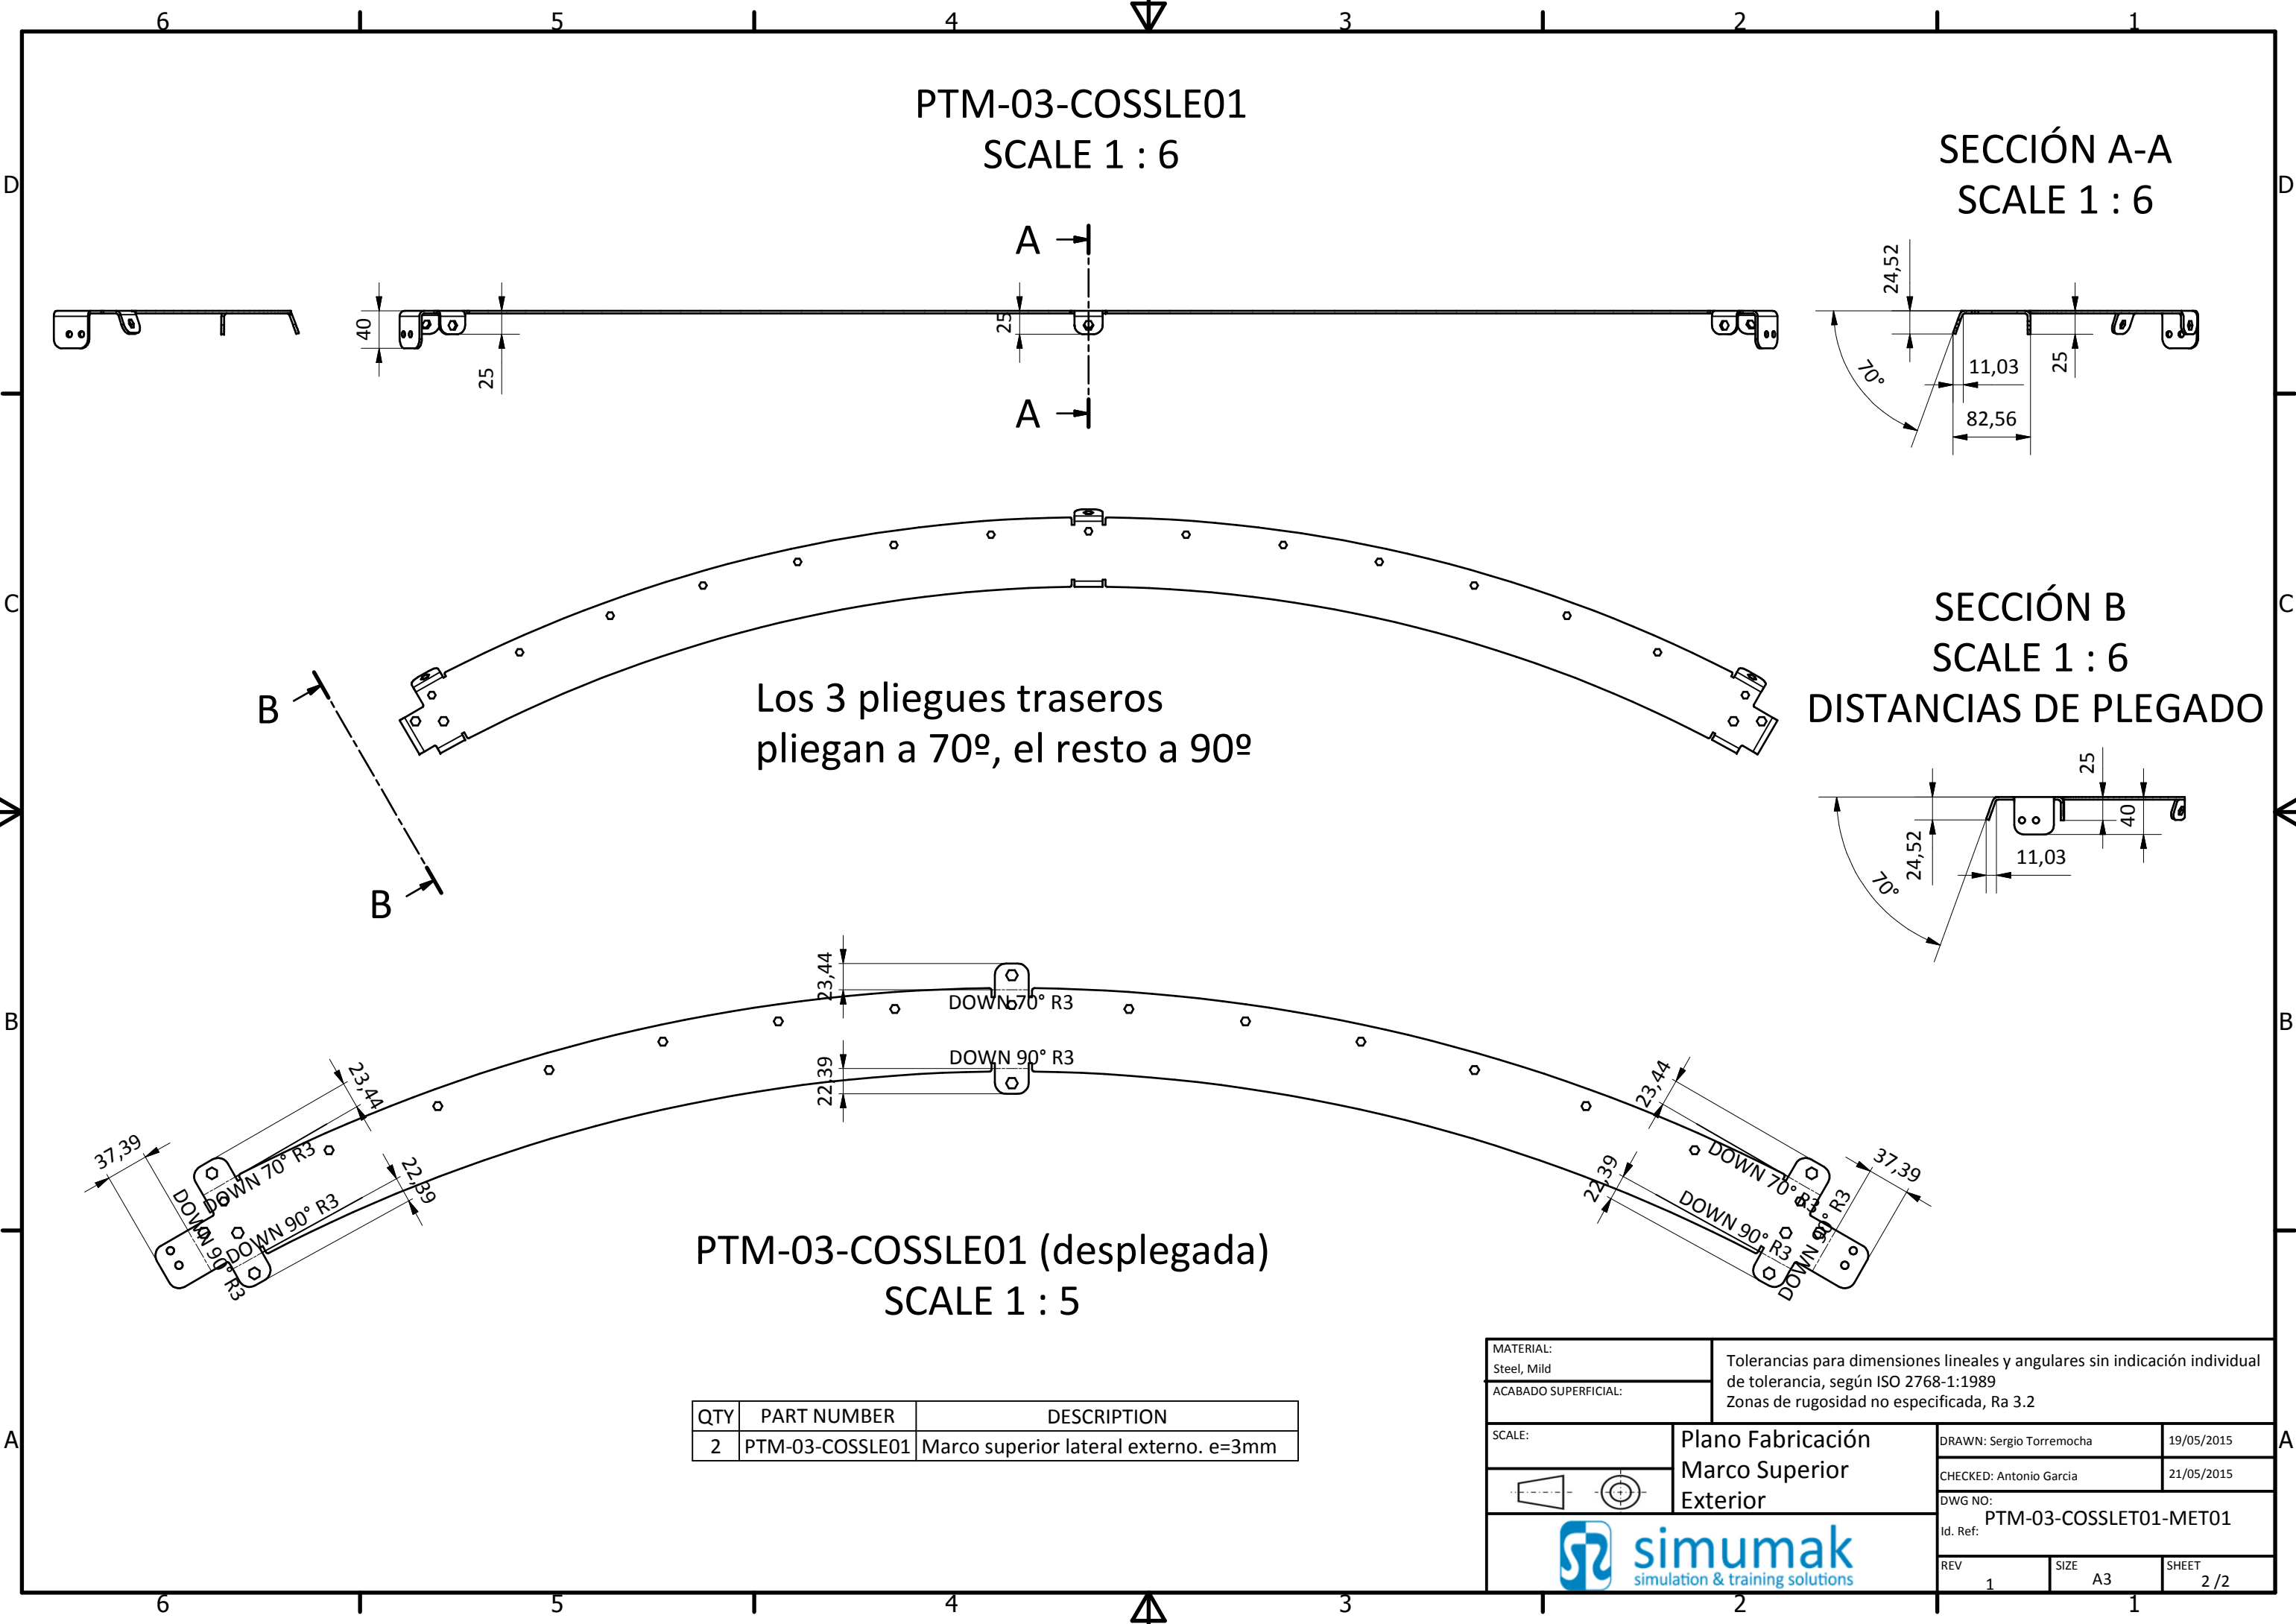 6 5 4 3 2 1
PTM-03-COSSLE01
SCALE 1 : 6
SECCIÓN A-A
SCALE 1 : 6
D D
A
24,52
40
25
25
70°
11,03
25
82,56
A
C C
SECCIÓN B
SCALE 1 : 6
DISTANCIAS DE PLEGADO
B
Los 3 pliegues traseros
pliegan a 70º, el resto a 90º
25
40
24,52
11,03
70°
B
23,44
DOWN 70° R3
DOWN 90° R3
22,39
B B
23,44
37,39
DOWN 70° R3
22,39
DOWN 90° R3
DOWN 90° R3
23,44
37,39
DOWN 70° R3
22,39
DOWN 90° R3
DOWN 90° R3
PTM-03-COSSLE01 (desplegada)
SCALE 1 : 5
QTY PART NUMBER DESCRIPTION
2 PTM-03-COSSLE01 Marco superior lateral externo. e=3mm
A A
MATERIAL:
Steel, Mild
ACABADO SUPERFICIAL:
Tolerancias para dimensiones lineales y angulares sin indicación individual
de tolerancia, según ISO 2768-1:1989
Zonas de rugosidad no especificada, Ra 3.2
SCALE:
Plano Fabricación
Marco Superior
Exterior
DRAWN: Sergio Torremocha 19/05/2015
CHECKED: Antonio Garcia 21/05/2015
DWG NO:
PTM-03-COSSLET01-MET01
Id. Ref:
simumak
simulation & training solutions
REV 1
SIZE A3
SHEET 2 /2
6 5 4 3 2 1